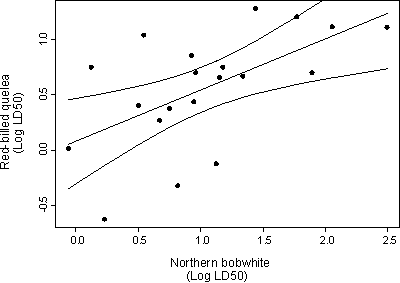 Red-billed quelea
(Log LD50)
1.0
0.5
0.0
-0.5
0.0 0.5 1.0 1.5 2.0 2.5
Northern bobwhite
(Log LD50)